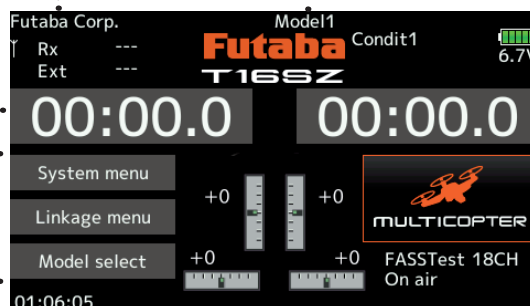 Futaba Corp.
Model1
Rx ---
Ext ---
Futaba
T16SZ
Condit1
6.7V
00:00.0
00:00.0
System menu
Linkage menu
Model select
+0
+0
+0
+0
MULTICOPTER
FASSTest 18CH
On air
01:06:05